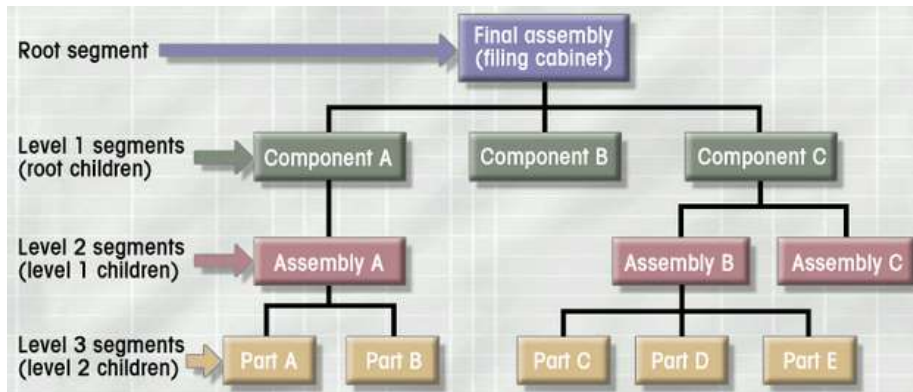 Root segment
Final assembly
(filing cabinet)
Level 1 segments
(root children)
Component A
Component B
Component C
Level 2 segments
(level 1 children)
Assembly A
Assembly B
Assembly C
Level 3 segments
(level 2 children)
Part A
Part B
Part C
Part D
Part E